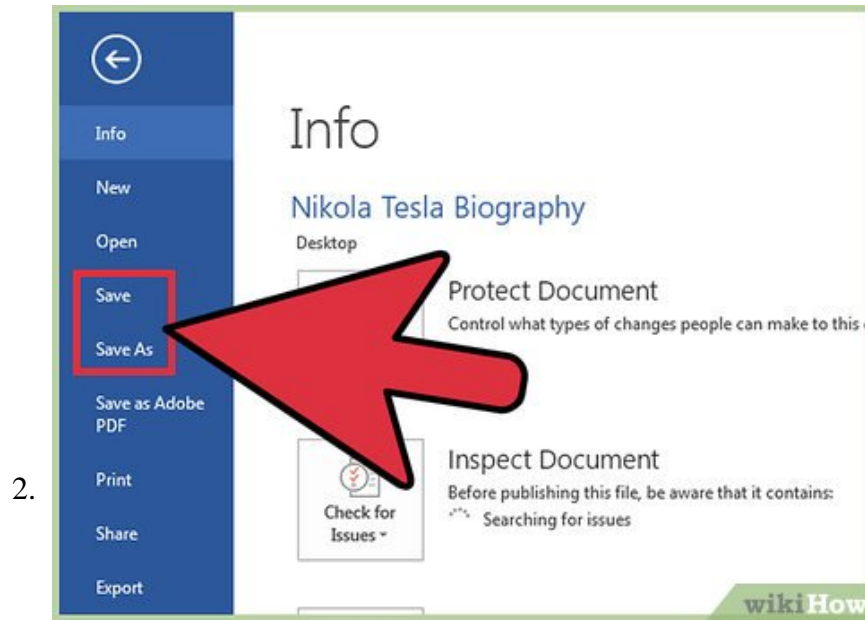 Info
New
Open
Save
Save As
Save as Adobe
PDF
Print
Share
Export
Info
Nikola Tesla Biography
Desktop
Protect Document
Control what types of changes people can make to this
Check for
Issues
Inspect Document
Before publishing this file, be aware that it contains:
Searching for issues
2.
wikiHow